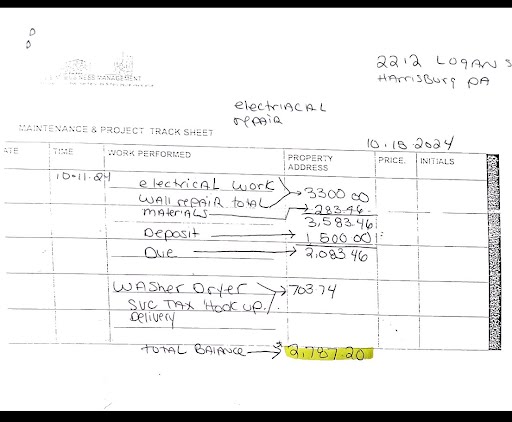 2212 LOGAN S
HARRISBURG PA
BUSINESS MANAGEMENT
electriACAL
repair
MAINTENANCE & PROJECT TRACK SHEET
10.18.2024
ATE TIME WORK PERFORMED PROPERTY ADDRESS PRICE. INITIALS
10-11.24
electricAL work
WAll repair total 3300 00
materiALS 283.46
3,583.46
Deposit 1 500 00
Due 2,083 46
WAsher Dryer 703.74
SVC TAX Hook up
Delivery
TOTAL BAlANCE $2,787.20